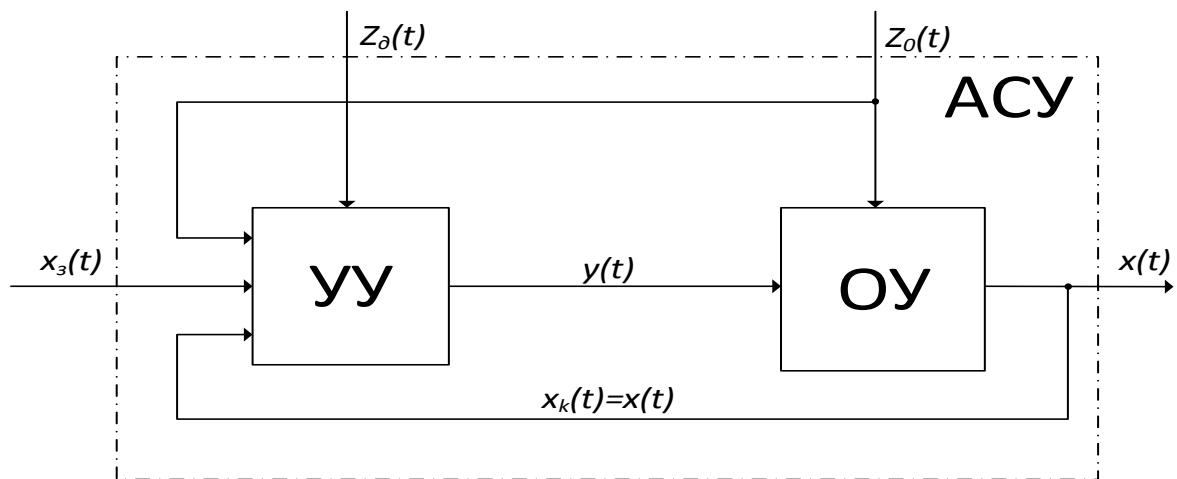 Z∂(t)
Z₀(t)
АСУ
xз(t)
УУ
y(t)
ОУ
x(t)
xₖ(t)=x(t)